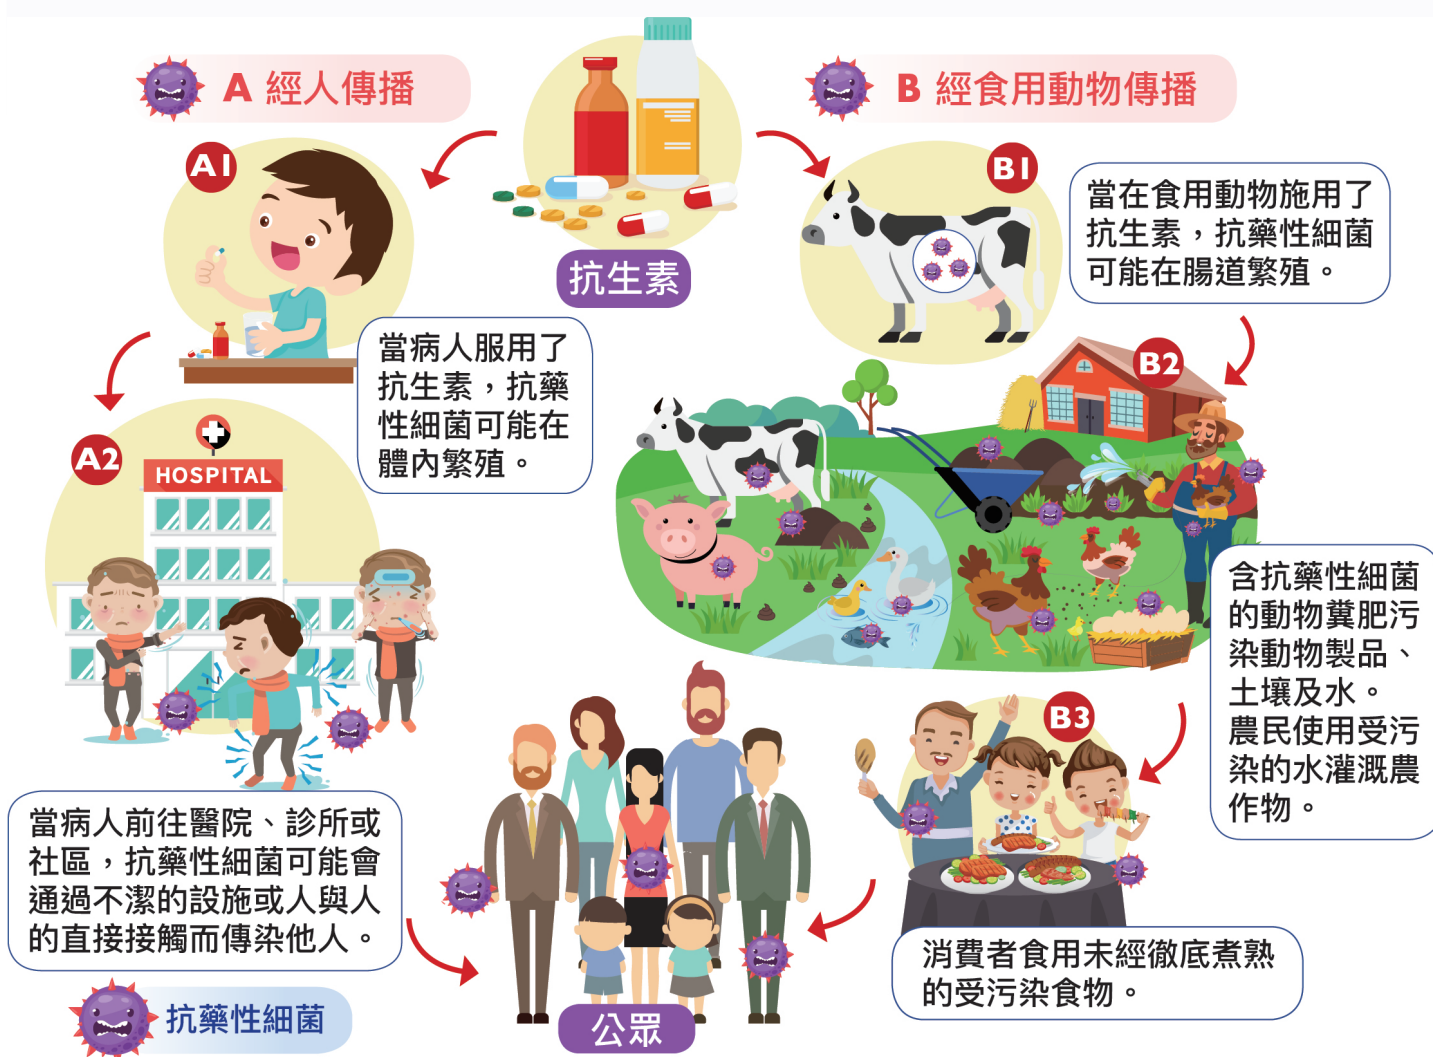 A 經人傳播
B 經食用動物傳播
抗生素
A1
當病人服用了
抗生素，抗藥
性細菌可能在
體內繁殖。
A2
HOSPITAL
當病人前往醫院、診所或
社區，抗藥性細菌可能會
通過不潔的設施或人與人
的直接接觸而傳染他人。
B1
當在食用動物施用了
抗生素，抗藥性細菌
可能在腸道繁殖。
B2
含抗藥性細菌
的動物糞肥污
染動物製品、
土壤及水。
農民使用受污
染的水灌溉農
作物。
B3
消費者食用未經徹底煮熟
的受污染食物。
公眾
抗藥性細菌